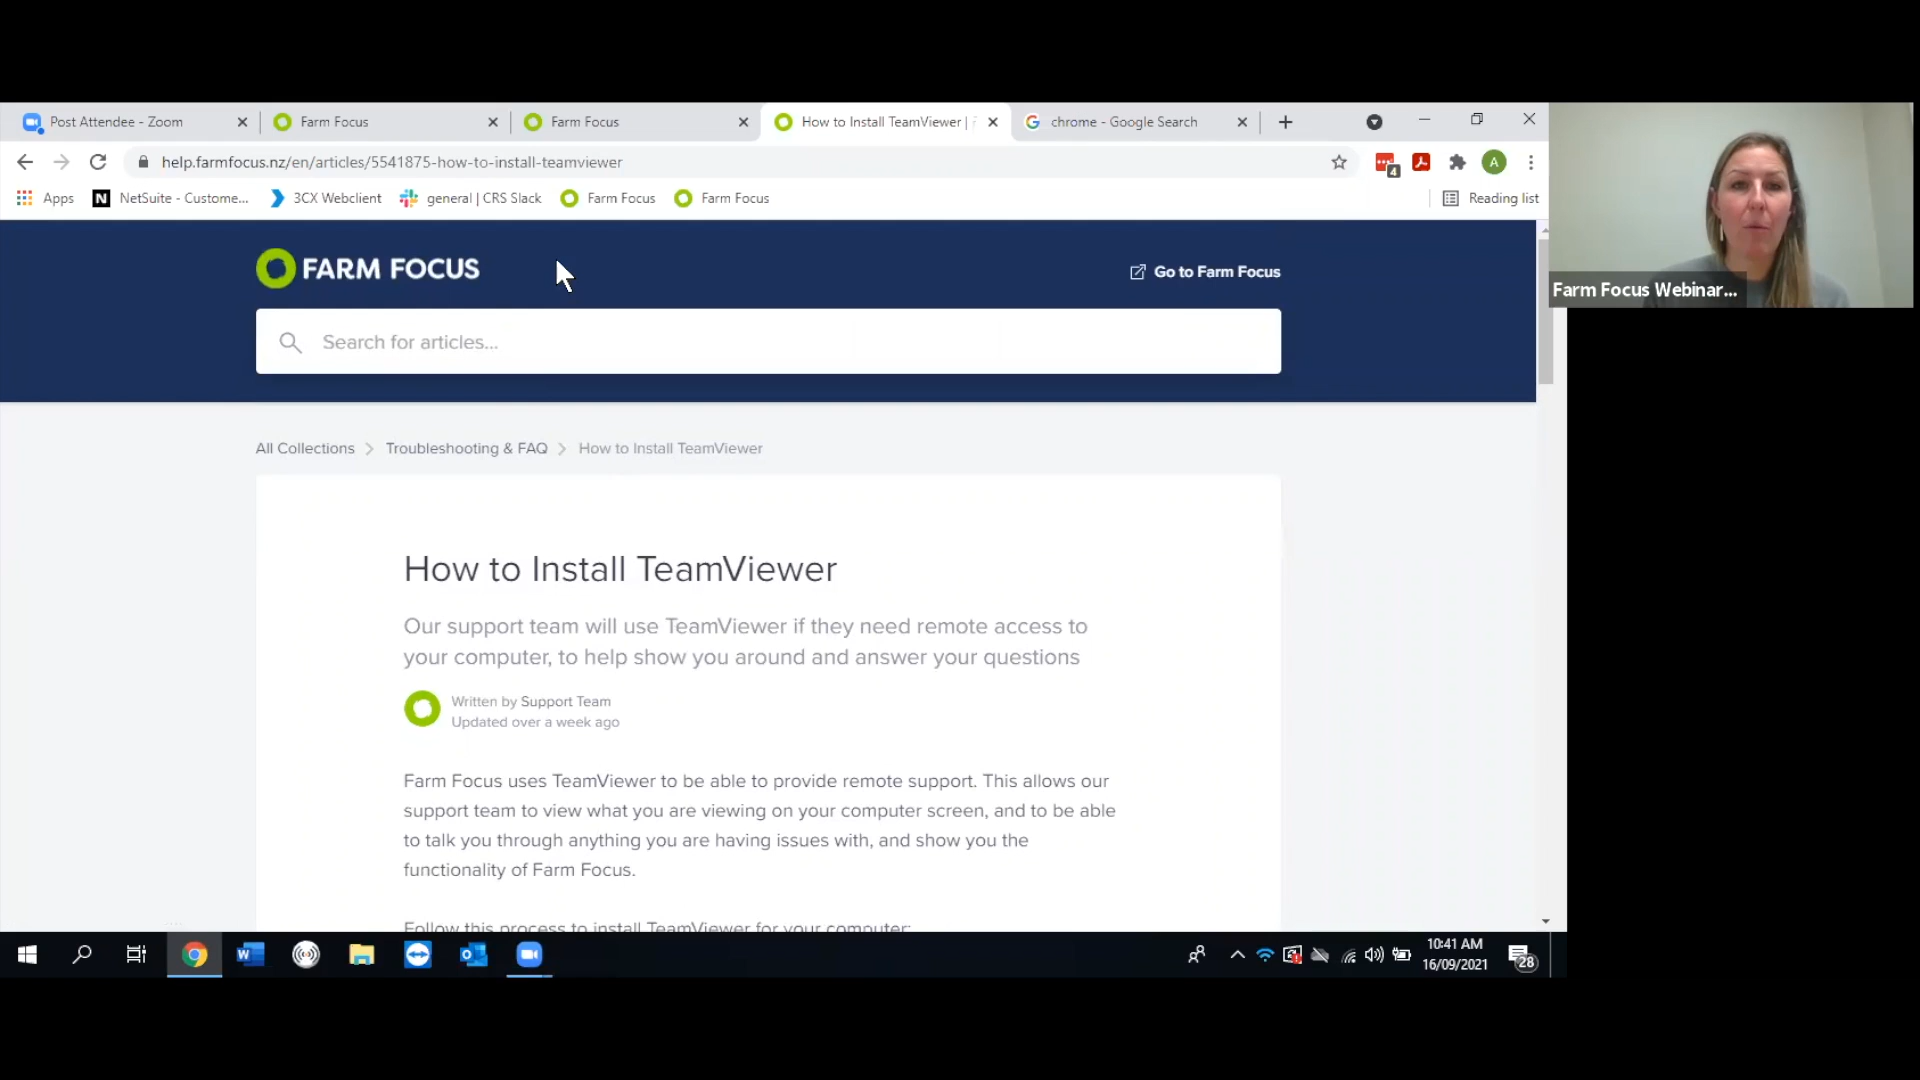 Post Attendee - Zoom
Farm Focus
Farm Focus
How to Install TeamViewer |
chrome - Google Search
help.farmfocus.nz/en/articles/5541875-how-to-install-teamviewer
4
A
Apps
N
NetSuite - Custome...
3CX Webclient
general | CRS Slack
Farm Focus
Farm Focus
Reading list
FARM FOCUS
Go to Farm Focus
Farm Focus Webinar...
Search for articles...
All Collections > Troubleshooting & FAQ > How to Install TeamViewer
How to Install TeamViewer
Our support team will use TeamViewer if they need remote access to
your computer, to help show you around and answer your questions
Written by Support Team
Updated over a week ago
Farm Focus uses TeamViewer to be able to provide remote support. This allows our
support team to view what you are viewing on your computer screen, and to be able
to talk you through anything you are having issues with, and show you the
functionality of Farm Focus.
Follow this process to install TeamViewer for your computer:
10:41 AM
16/09/2021
28